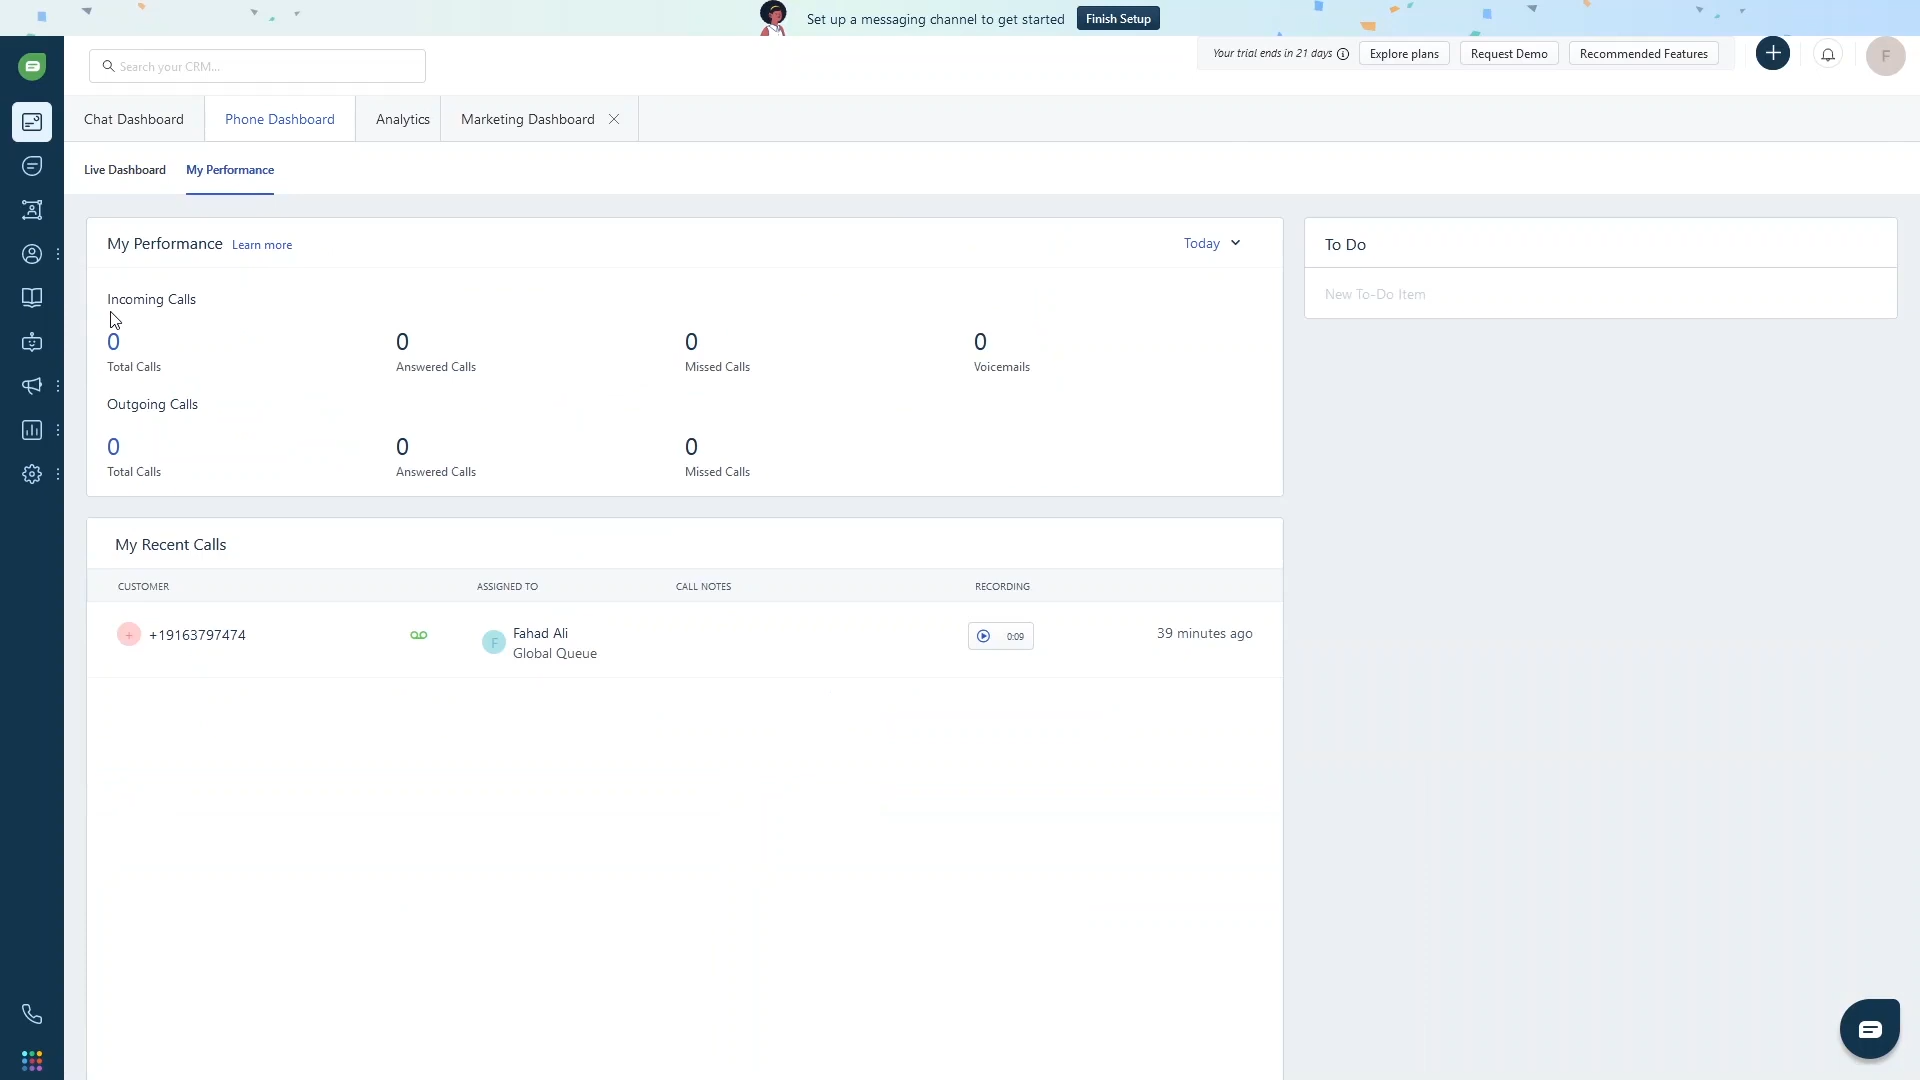 Set up a messaging channel to get started
Finish Setup
Search your CRM...
Your trial ends in 21 days
Explore plans
Request Demo
Recommended Features
F
Chat Dashboard
Phone Dashboard
Analytics
Marketing Dashboard
Live Dashboard
My Performance
My Performance
Learn more
Today
To Do
New To-Do Item
Incoming Calls
0
0
0
0
Total Calls
Answered Calls
Missed Calls
Voicemails
Outgoing Calls
0
0
0
Total Calls
Answered Calls
Missed Calls
My Recent Calls
CUSTOMER
ASSIGNED TO
CALL NOTES
RECORDING
+
+19163797474
F
Fahad Ali
Global Queue
0:09
39 minutes ago